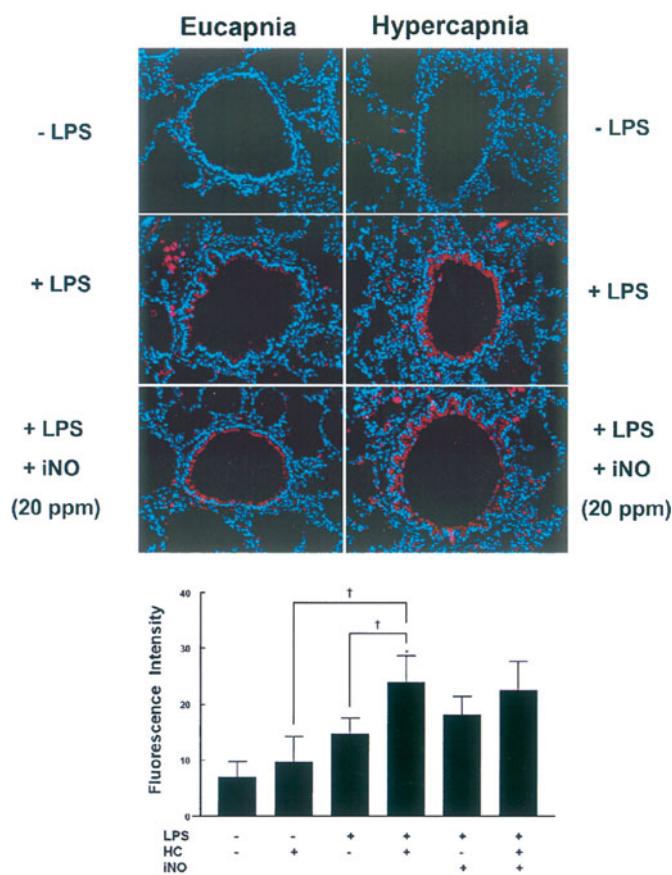 Eucapnia Hypercapnia
- LPS - LPS
+ LPS + LPS
+ LPS + LPS
+ iNO + iNO
(20 ppm) (20 ppm)
40
†
30
†
*
20
10
0
Fluorescence Intensity
LPS - - + + + +
HC - + - + - +
iNO + +